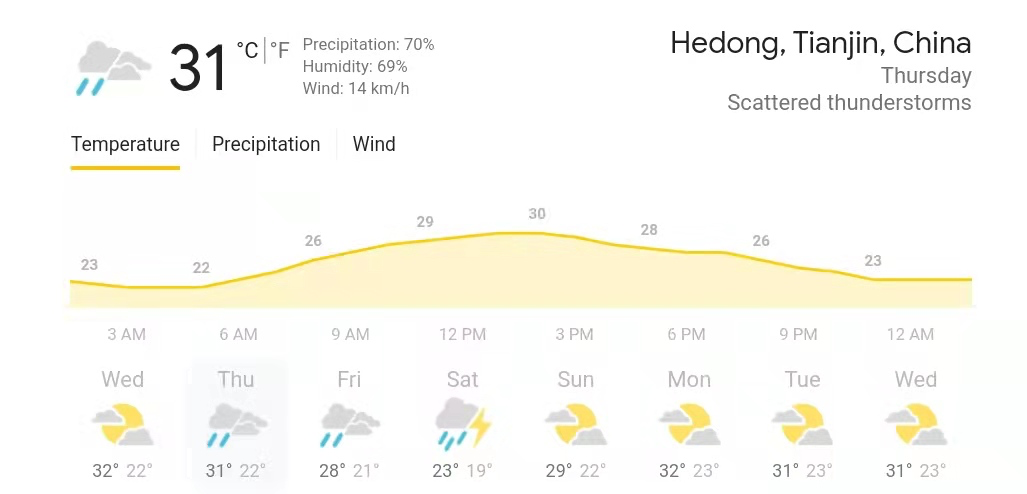 31 °C | °F
Precipitation: 70%
Humidity: 69%
Wind: 14 km/h
Hedong, Tianjin, China
Thursday
Scattered thunderstorms
Temperature Precipitation Wind
23 22 26 29 30 28 26 23
3 AM 6 AM 9 AM 12 PM 3 PM 6 PM 9 PM 12 AM
Wed Thu Fri Sat Sun Mon Tue Wed
32° 22° 31° 22° 28° 21° 23° 19° 29° 22° 32° 23° 31° 23° 31° 23°